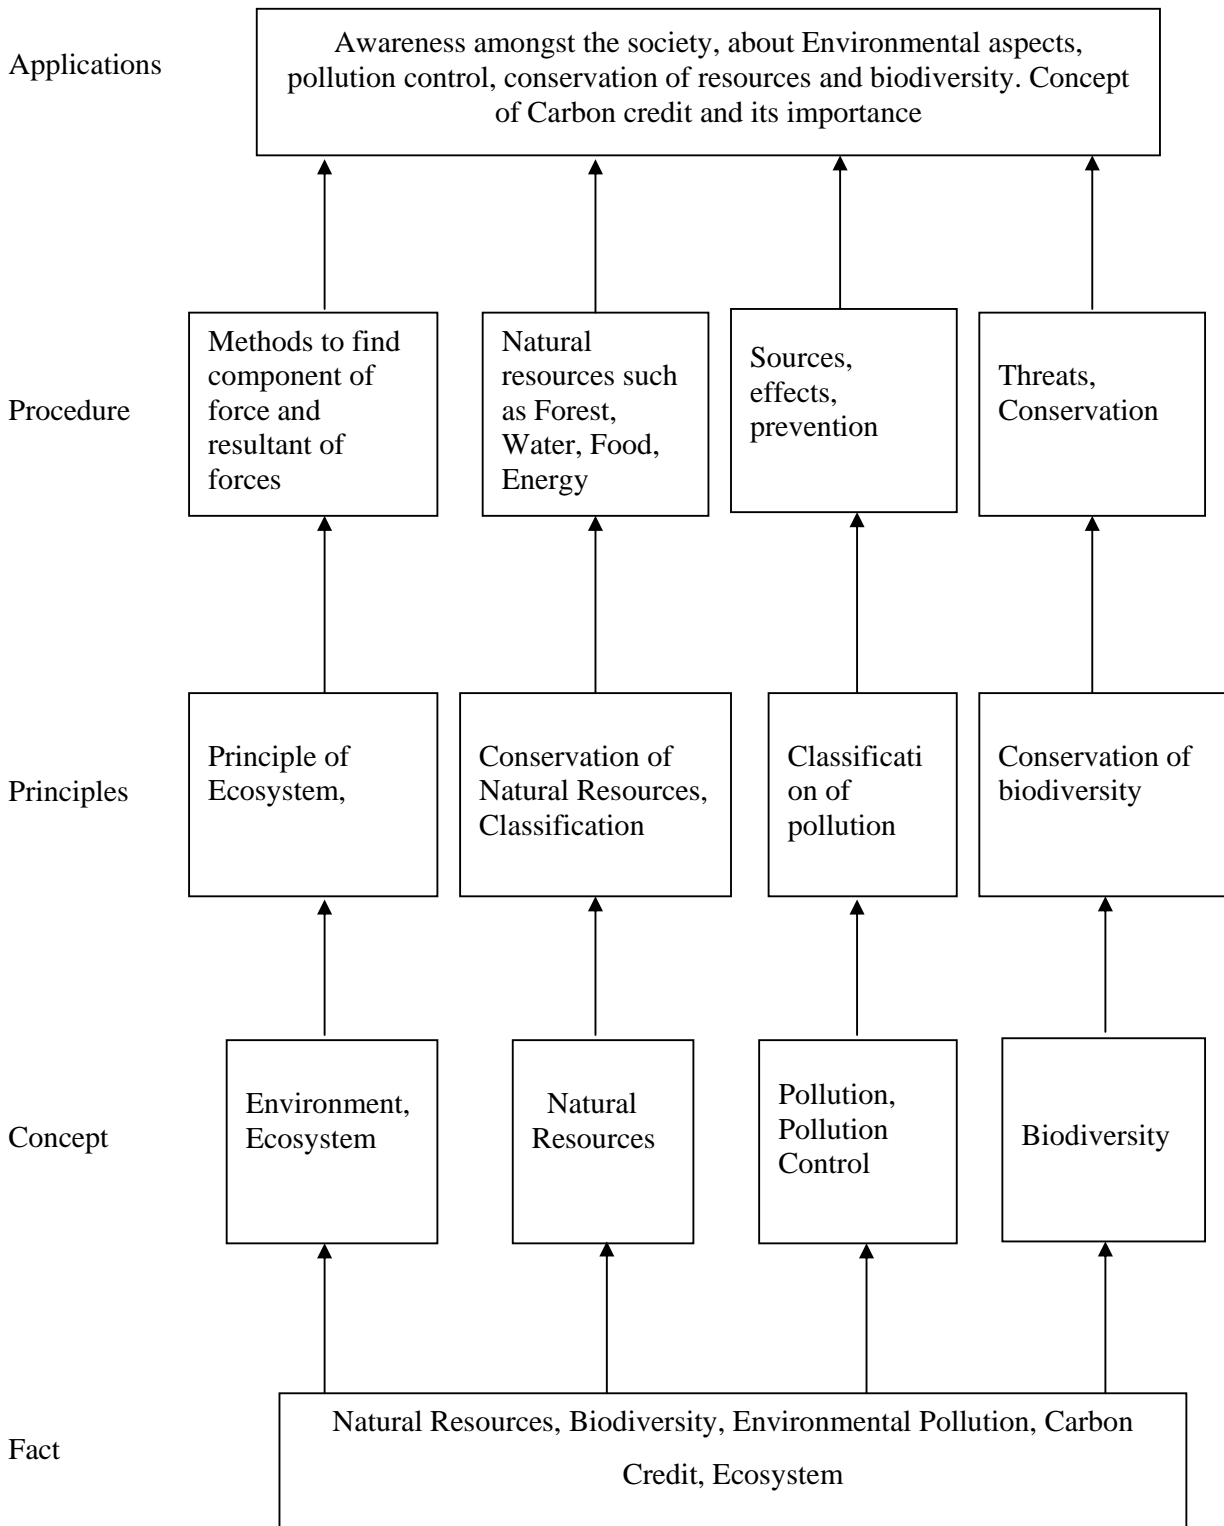 Applications
Awareness amongst the society, about Environmental aspects,
pollution control, conservation of resources and biodiversity. Concept
of Carbon credit and its importance
Procedure
Methods to find
component of
force and
resultant of
forces
Natural
resources such
as Forest,
Water, Food,
Energy
Sources,
effects,
prevention
Threats,
Conservation
Principles
Principle of
Ecosystem,
Conservation of
Natural Resources,
Classification
Classificati
on of
pollution
Conservation of
biodiversity
Concept
Environment,
Ecosystem
Natural
Resources
Pollution,
Pollution
Control
Biodiversity
Fact
Natural Resources, Biodiversity, Environmental Pollution, Carbon
Credit, Ecosystem